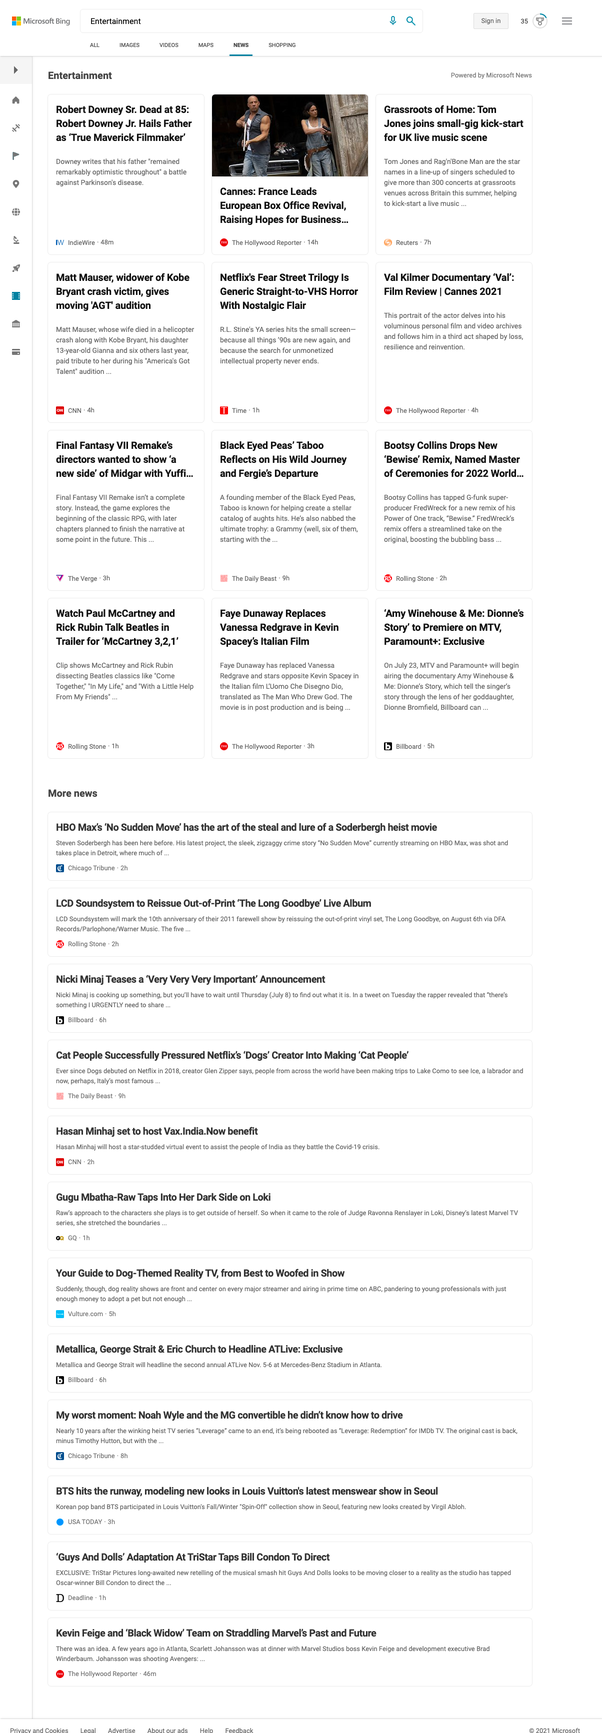 Microsoft Bing
Entertainment
Sign in
35
ALL IMAGES VIDEOS MAPS NEWS SHOPPING
Entertainment
Powered by Microsoft News
Robert Downey Sr. Dead at 85:
Robert Downey Jr. Hails Father
as ‘True Maverick Filmmaker’
Downey writes that his father "remained
remarkably optimistic throughout" a battle
against Parkinson's disease.
IndieWire · 48m
Cannes: France Leads
European Box Office Revival,
Raising Hopes for Business…
The Hollywood Reporter · 14h
Grassroots of Home: Tom
Jones joins small-gig kick-start
for UK live music scene
Tom Jones and Rag'n'Bone Man are the star
names in a line-up of singers scheduled to
give more than 300 concerts at grassroots
venues across Britain this summer, helping
to kick-start a live music ...
Reuters · 7h
Matt Mauser, widower of Kobe
Bryant crash victim, gives
moving 'AGT' audition
Matt Mauser, whose wife died in a helicopter
crash along with Kobe Bryant, his daughter
13-year-old Gianna and six others last year,
paid tribute to her during his "America's Got
Talent" audition ...
CNN · 4h
Netflix’s Fear Street Trilogy Is
Generic Straight-to-VHS Horror
With Nostalgic Flair
R.L. Stine's YA series hits the small screen—
because all things '90s are new again, and
because the search for unmonetized
intellectual property never ends.
Time · 1h
Val Kilmer Documentary ‘Val’:
Film Review | Cannes 2021
This portrait of the actor delves into his
voluminous personal film and video archives
and follows him in a third act shaped by loss,
resilience and reinvention.
The Hollywood Reporter · 4h
Final Fantasy VII Remake’s
directors wanted to show ‘a
new side’ of Midgar with Yuffi…
Final Fantasy VII Remake isn't a complete
story. Instead, the game explores the
beginning of the classic RPG, with later
chapters planned to finish the narrative at
some point in the future. This ...
The Verge · 3h
Black Eyed Peas’ Taboo
Reflects on His Wild Journey
and Fergie’s Departure
A founding member of the Black Eyed Peas,
Taboo is known for helping create a stellar
catalog of aughts hits. He's also nabbed the
ultimate trophy: a Grammy (well, six of them,
starting with the ...
The Daily Beast · 9h
Bootsy Collins Drops New
‘Bewise’ Remix, Named Master
of Ceremonies for 2022 World…
Bootsy Collins has tapped G-funk super-
producer FredWreck for a new remix of his
Power of One track, “Bewise.” FredWreck's
remix offers a streamlined take on the
original, boosting the bubbling bass ...
Rolling Stone · 2h
Watch Paul McCartney and
Rick Rubin Talk Beatles in
Trailer for ‘McCartney 3,2,1’
Clip shows McCartney and Rick Rubin
dissecting Beatles classics like “Come
Together,” “In My Life,” and “With a Little Help
From My Friends” ...
Rolling Stone · 1h
Faye Dunaway Replaces
Vanessa Redgrave in Kevin
Spacey’s Italian Film
Faye Dunaway has replaced Vanessa
Redgrave and stars opposite Kevin Spacey in
the Italian film L'Uomo Che Disegno Dio,
translated as The Man Who Drew God. The
movie is in post production and is being ...
The Hollywood Reporter · 3h
‘Amy Winehouse & Me: Dionne’s
Story’ to Premiere on MTV,
Paramount+: Exclusive
On July 23, MTV and Paramount+ will begin
airing the documentary Amy Winehouse &
Me: Dionne's Story, which tell the singer's
story through the lens of her goddaughter,
Dionne Bromfield, Billboard can ...
Billboard · 5h
More news
HBO Max’s ‘No Sudden Move’ has the art of the steal and lure of a Soderbergh heist movie
Steven Soderbergh has been here before. His latest project, the sleek, zigzaggy crime story “No Sudden Move” currently streaming on HBO Max, was shot and
takes place in Detroit, where much of ...
Chicago Tribune · 2h
LCD Soundsystem to Reissue Out-of-Print ‘The Long Goodbye’ Live Album
LCD Soundsystem will mark the 10th anniversary of their 2011 farewell show by reissuing the out-of-print vinyl set, The Long Goodbye, on August 6th via DFA
Records/Parlophone/Warner Music. The five ...
Rolling Stone · 2h
Nicki Minaj Teases a ‘Very Very Very Important’ Announcement
Nicki Minaj is cooking up something, but you'll have to wait until Thursday (July 8) to find out what it is. In a tweet on Tuesday the rapper revealed that “there's
something I URGENTLY need to share ...
Billboard · 6h
Cat People Successfully Pressured Netflix’s ‘Dogs’ Creator Into Making ‘Cat People’
Ever since Dogs debuted on Netflix in 2018, creator Glen Zipper says, people from across the world have been making trips to Lake Como to see Ice, a labrador and
now, perhaps, Italy's most famous ...
The Daily Beast · 9h
Hasan Minhaj set to host Vax.India.Now benefit
Hasan Minhaj will host a star-studded virtual event to assist the people of India as they battle the Covid-19 crisis.
CNN · 2h
Gugu Mbatha-Raw Taps Into Her Dark Side on Loki
Raw's approach to the characters she plays is to get outside of herself. So when it came to the role of Judge Ravonna Renslayer in Loki, Disney's latest Marvel TV
series, she stretched the boundaries ...
GQ · 1h
Your Guide to Dog-Themed Reality TV, from Best to Woofed in Show
Suddenly, though, dog reality shows are front and center on every major streamer and airing in prime time on ABC, pandering to young professionals with just
enough money to adopt a pet but not enough ...
Vulture.com · 5h
Metallica, George Strait & Eric Church to Headline ATLive: Exclusive
Metallica and George Strait will headline the second annual ATLive Nov. 5-6 at Mercedes-Benz Stadium in Atlanta.
Billboard · 6h
My worst moment: Noah Wyle and the MG convertible he didn’t know how to drive
Nearly 10 years after the winking heist TV series “Leverage” came to an end, it's being rebooted as “Leverage: Redemption” for IMDb TV. The original cast is back,
minus Timothy Hutton, but with the ...
Chicago Tribune · 8h
BTS hits the runway, modeling new looks in Louis Vuitton's latest menswear show in Seoul
Korean pop band BTS participated in Louis Vuitton's Fall/Winter "Spin-Off" collection show in Seoul, featuring new looks created by Virgil Abloh.
USA TODAY · 3h
‘Guys And Dolls’ Adaptation At TriStar Taps Bill Condon To Direct
EXCLUSIVE: TriStar Pictures long-awaited new retelling of the musical smash hit Guys And Dolls looks to be moving closer to a reality as the studio has tapped
Oscar-winner Bill Condon to direct the ...
Deadline · 1h
Kevin Feige and ‘Black Widow’ Team on Straddling Marvel’s Past and Future
There was an idea. A few years ago in Atlanta, Scarlett Johansson was at dinner with Marvel Studios boss Kevin Feige and development executive Brad
Winderbaum. Johansson was shooting Avengers: ...
The Hollywood Reporter · 46m
Privacy and Cookies Legal Advertise About our ads Help Feedback © 2021 Microsoft